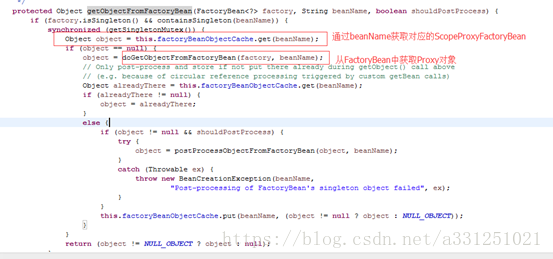 */
protected Object getObjectFromFactoryBean(FactoryBean<?> factory, String beanName, boolean shouldPostProcess) {
if (factory.isSingleton() && containsSingleton(beanName)) {
synchronized (getSingletonMutex()) {
Object object = this.factoryBeanObjectCache.get(beanName); 通过beanName获取对应的ScopeProxyFactoryBean
if (object == null) {
object = doGetObjectFromFactoryBean(factory, beanName); 从FactoryBean中获取Proxy对象
// Only post-process and store if not put there already during getObject() call above
// (e.g. because of circular reference processing triggered by custom getBean calls)
Object alreadyThere = this.factoryBeanObjectCache.get(beanName);
if (alreadyThere != null) {
object = alreadyThere;
}
else {
if (object != null && shouldPostProcess) {
try {
object = postProcessObjectFromFactoryBean(object, beanName);
}
catch (Throwable ex) {
throw new BeanCreationException(beanName,
"Post-processing of FactoryBean's singleton object failed", ex);
}
}
this.factoryBeanObjectCache.put(beanName, (object != null ? object : NULL_OBJECT));
}
}
return (object != NULL_OBJECT ? object : null);
https://blog.csdn.net/a331251021